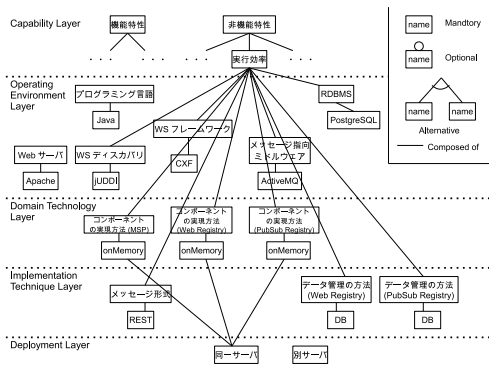 Capability Layer
機能特性
非機能特性
実行効率
name
Mandtory
name
Optional
name
name
Alternative
Composed of
Operating
Environment
Layer
プログラミング言語
Java
RDBMS
PostgreSQL
WS フレームワーク
CXF
メッセージ指向
ミドルウェア
ActiveMQ
Web サーバ
Apache
WS ディスカバリ
jUDDI
Domain Technology
Layer
コンポーネント
の実現方法 (MSP)
onMemory
コンポーネント
の実現方法
(Web Registry)
onMemory
コンポーネント
の実現方法
(PubSub Registry)
onMemory
Implementation
Technique Layer
メッセージ形式
REST
データ管理の方法
(Web Registry)
DB
データ管理の方法
(PubSub Registry)
DB
Deployment Layer
同一サーバ
別サーバ